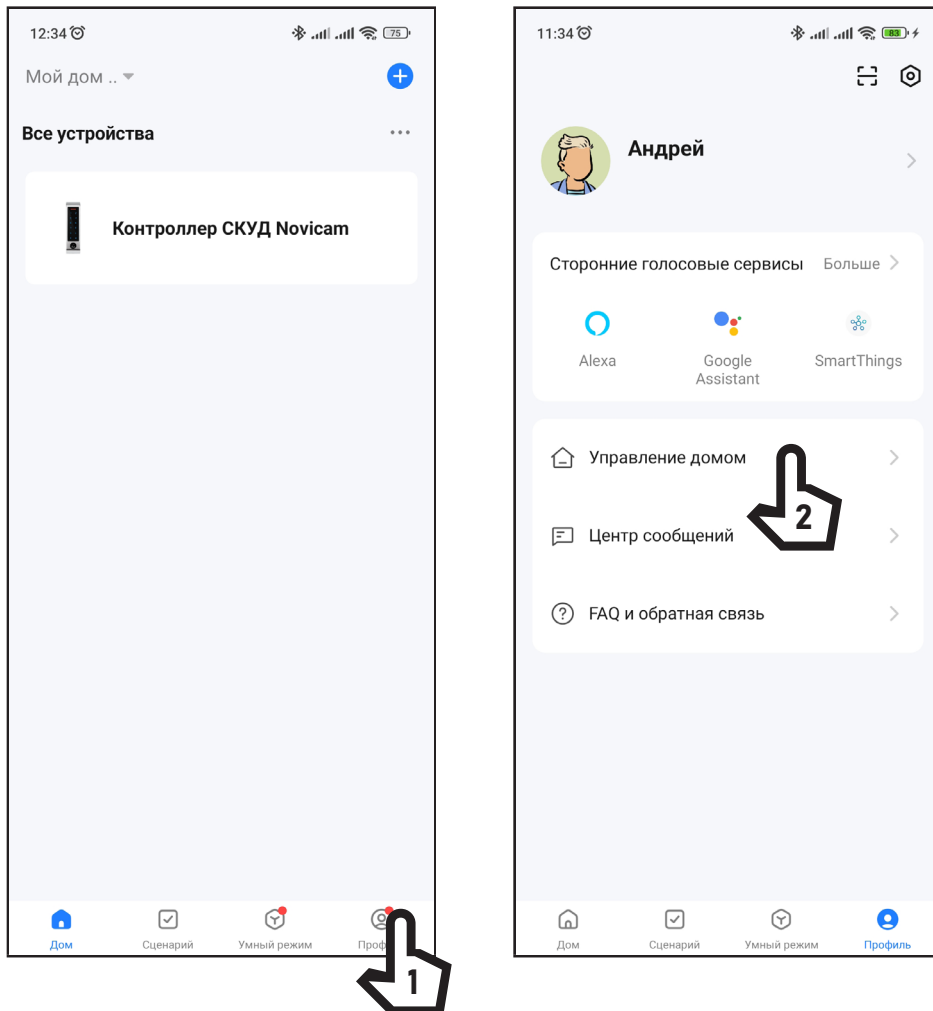 12:34
75
Мой дом ..
Все устройства
Контроллер СКУД Novicam
Дом
Сценарий
Умный режим
1
11:34
83
Андрей
Сторонние голосовые сервисы Больше
Alexa
Google
Assistant
SmartThings
Управление домом
2
Центр сообщений
FAQ и обратная связь
Дом
Сценарий
Умный режим
Профиль